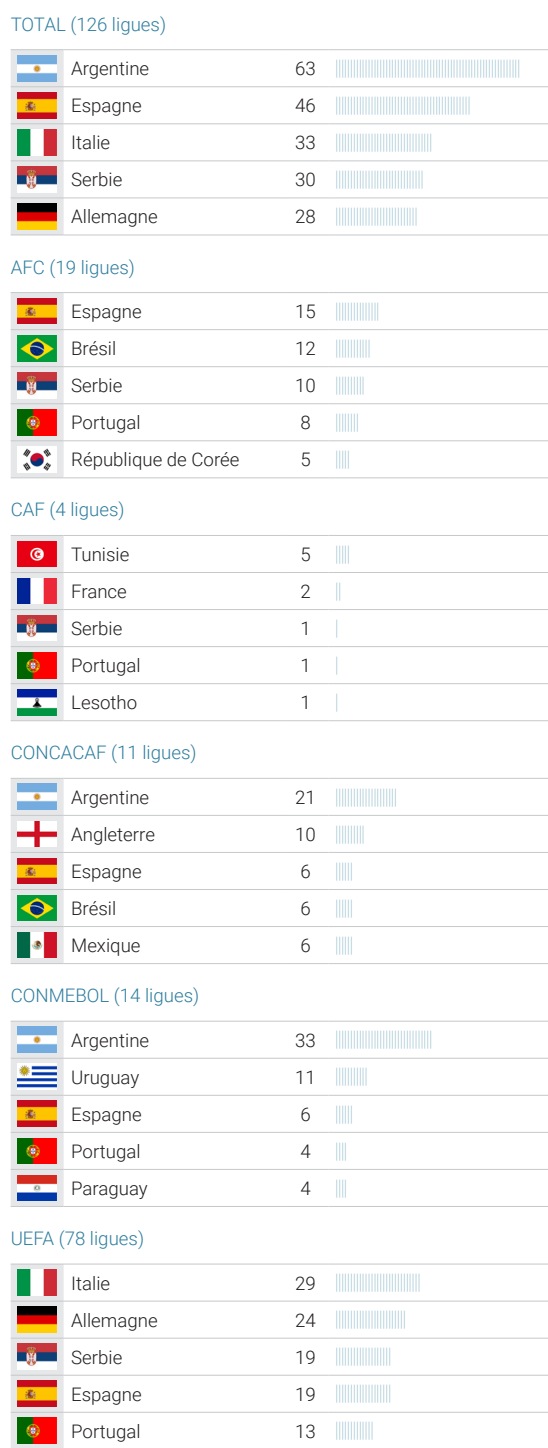 TOTAL (126 ligues)
Argentine 63
Espagne 46
Italie 33
Serbie 30
Allemagne 28
AFC (19 ligues)
Espagne 15
Brésil 12
Serbie 10
Portugal 8
République de Corée 5
CAF (4 ligues)
Tunisie 5
France 2
Serbie 1
Portugal 1
Lesotho 1
CONCACAF (11 ligues)
Argentine 21
Angleterre 10
Espagne 6
Brésil 6
Mexique 6
CONMEBOL (14 ligues)
Argentine 33
Uruguay 11
Espagne 6
Portugal 4
Paraguay 4
UEFA (78 ligues)
Italie 29
Allemagne 24
Serbie 19
Espagne 19
Portugal 13